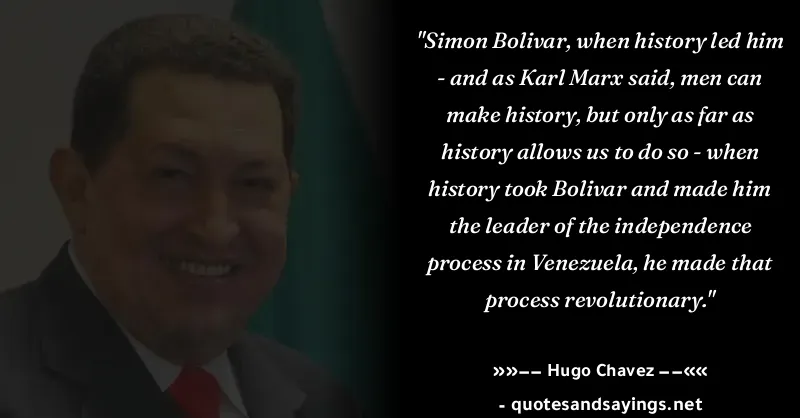 "Simon Bolivar, when history led him
- and as Karl Marx said, men can
make history, but only as far as
history allows us to do so - when
history took Bolivar and made him
the leader of the independence
process in Venezuela, he made that
process revolutionary."
»»−− Hugo Chavez −−««
- quotesandsayings.net